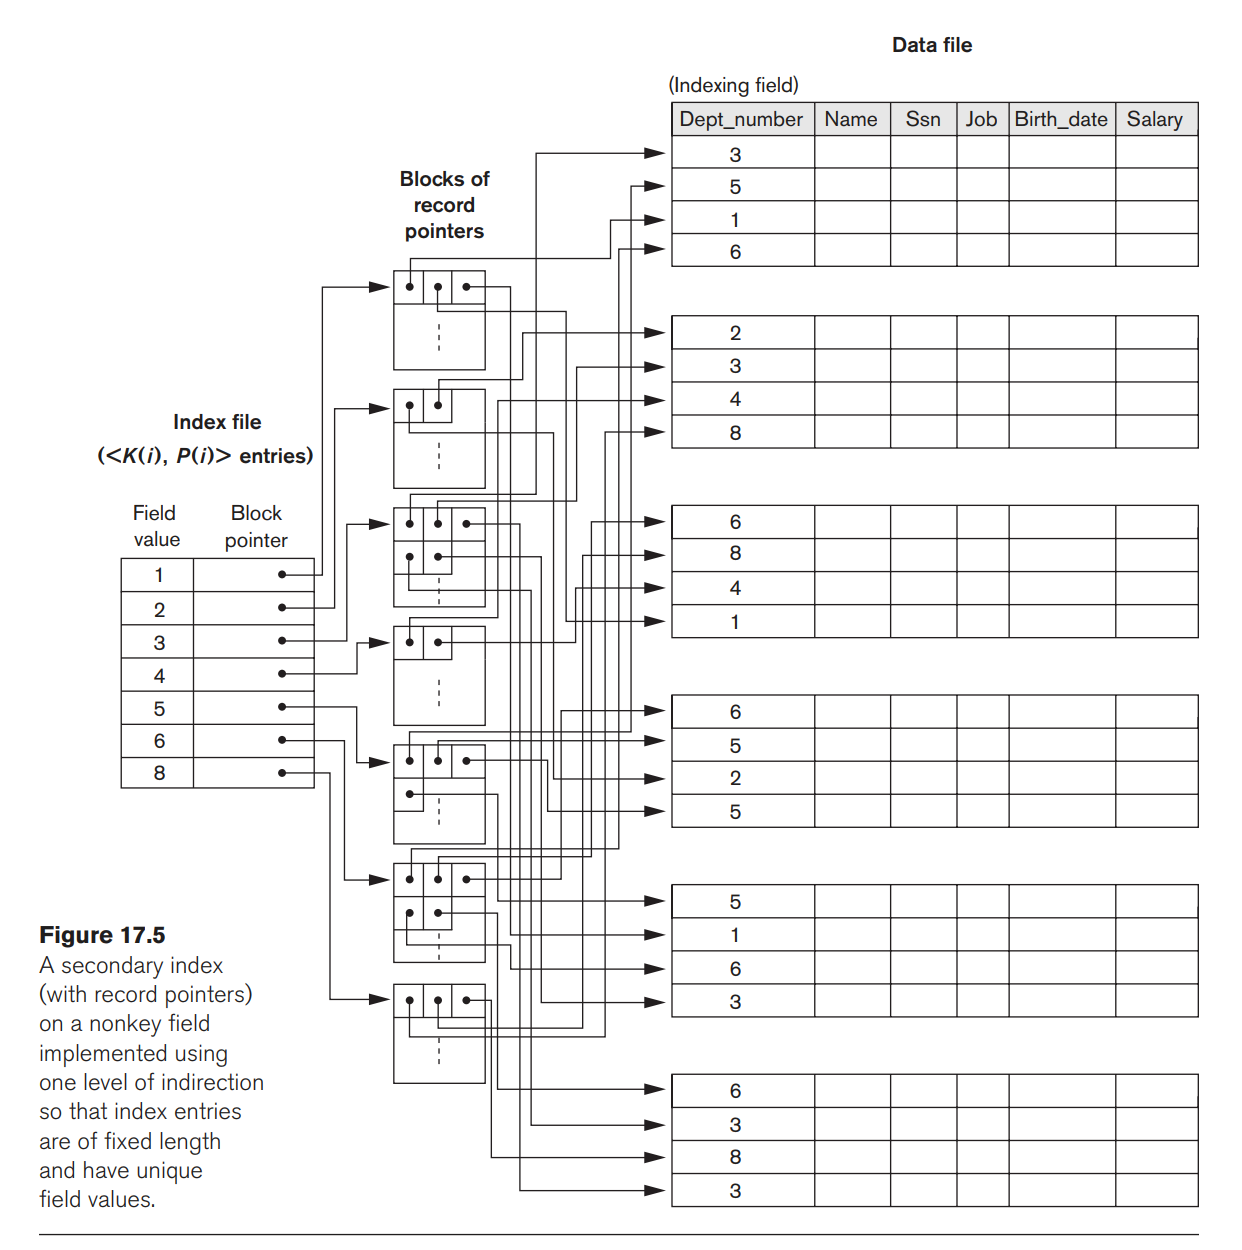 Data file
(Indexing field)
Dept_number Name Ssn Job Birth_date Salary
3
5
1
6
2
3
4
8
6
8
4
1
6
5
2
5
5
1
6
3
6
3
8
3
Blocks of
record
pointers
Index file
(<K(i), P(i)> entries)
Field value Block pointer
1
2
3
4
5
6
8
Figure 17.5
A secondary index
(with record pointers)
on a nonkey field
implemented using
one level of indirection
so that index entries
are of fixed length
and have unique
field values.